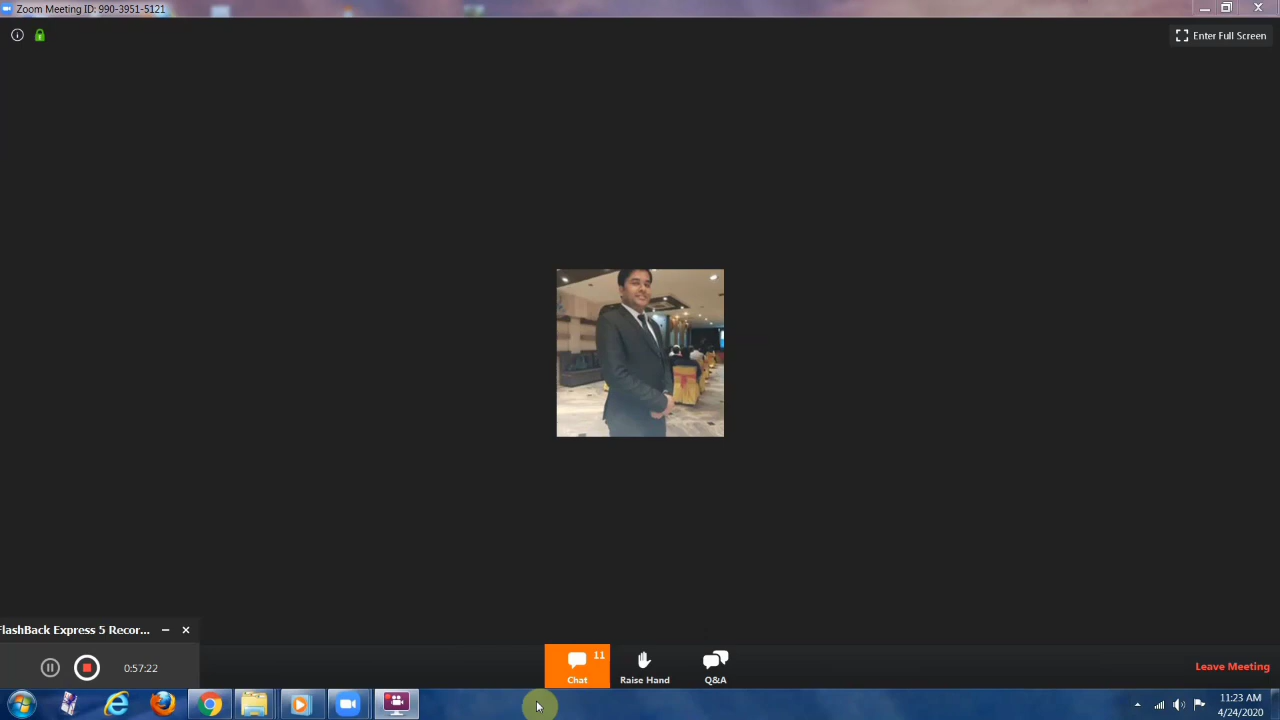 Zoom Meeting ID: 990-3951-5121
Enter Full Screen
FlashBack Express 5 Recor...
0:57:22
Chat
11
Raise Hand
Q&A
Leave Meeting
11:23 AM
4/24/2020